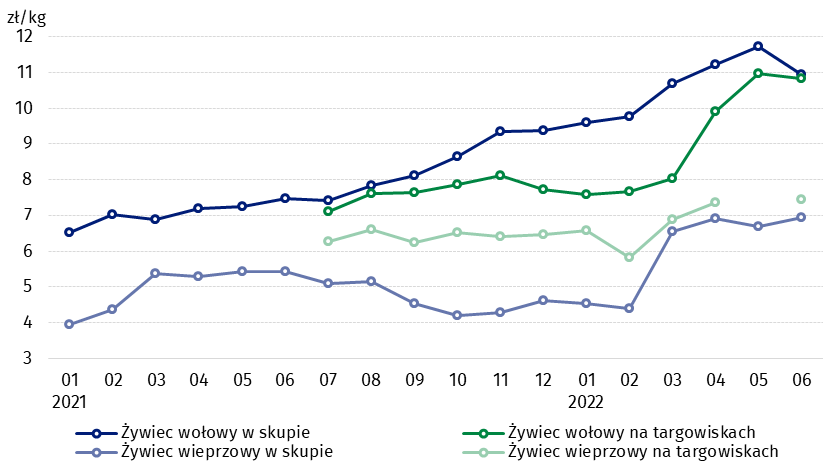 zł/kg
12
11
10
9
8
7
6
5
4
3
01 02 03 04 05 06 07 08 09 10 11 12 01 02 03 04 05 06
2021 2022
Żywiec wołowy w skupie Żywiec wołowy na targowiskach
Żywiec wieprzowy w skupie Żywiec wieprzowy na targowiskach